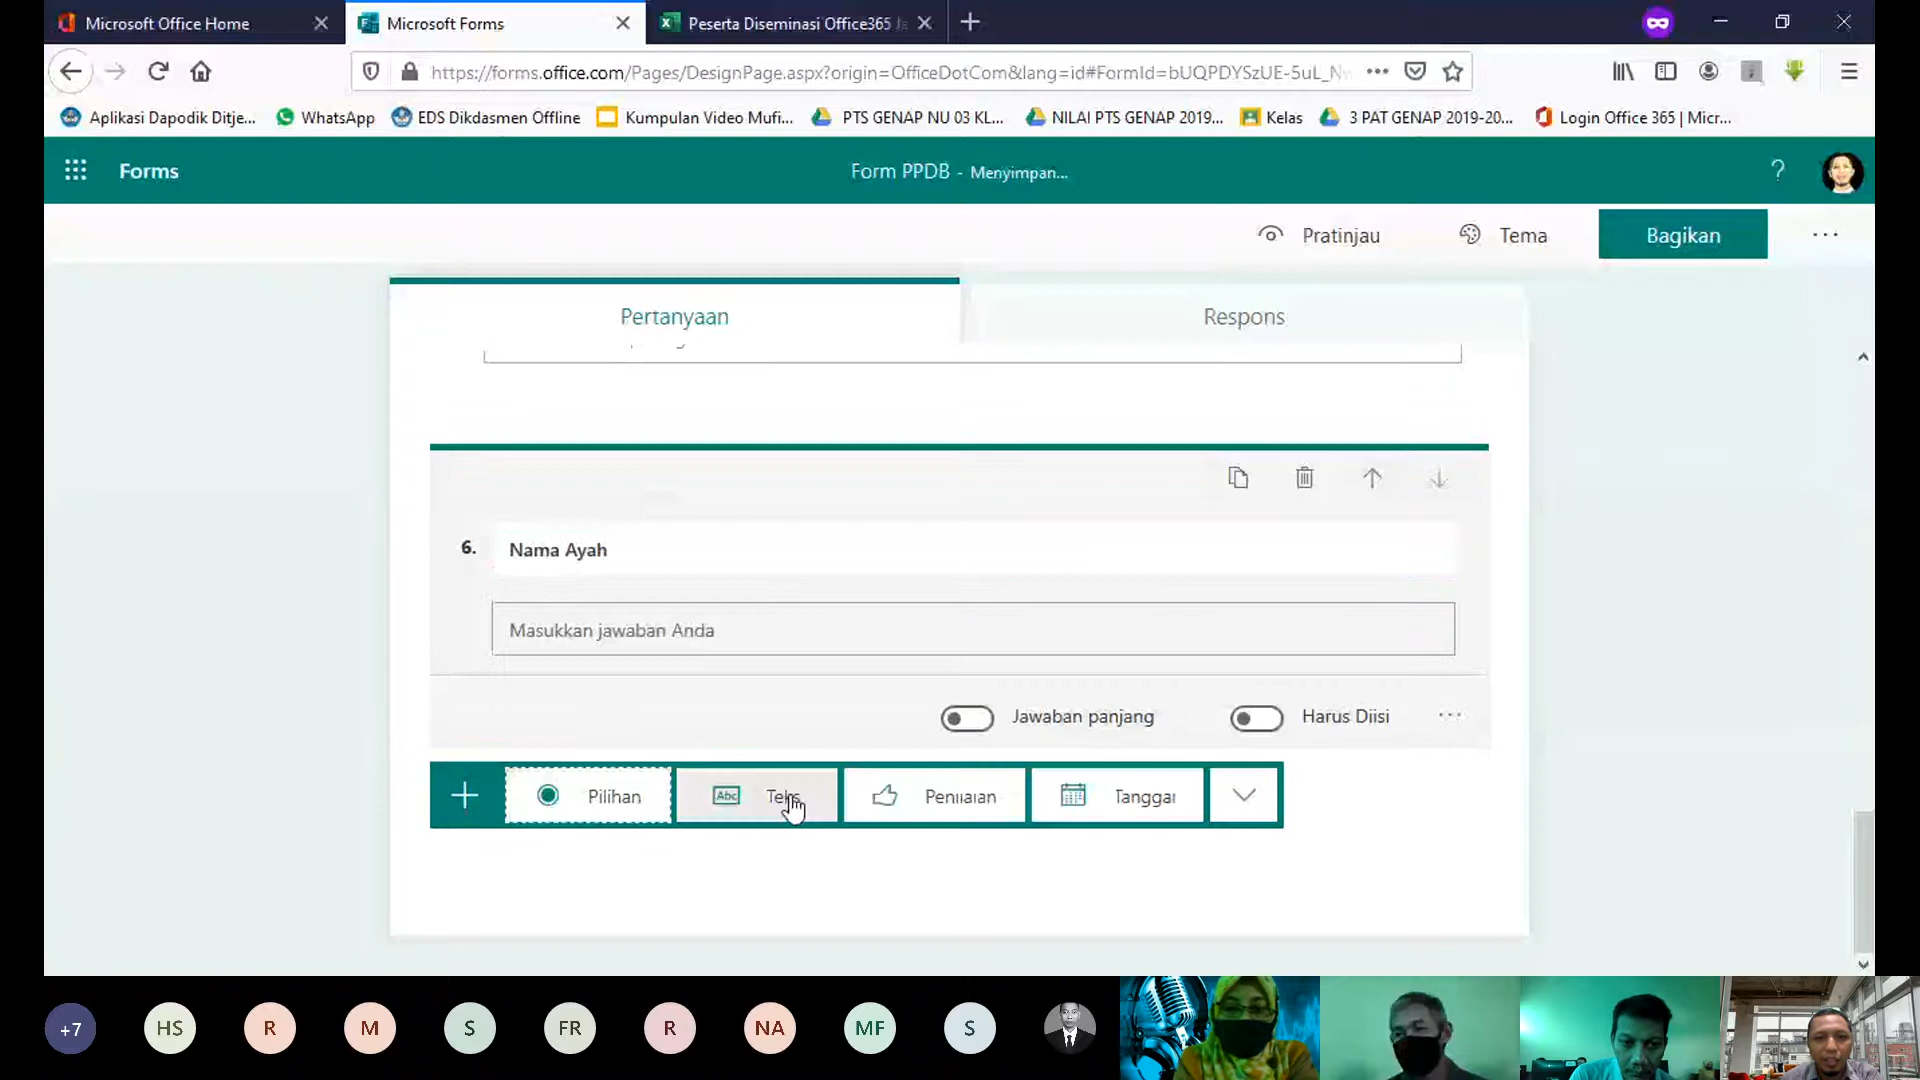 Microsoft Office Home
Microsoft Forms
Peserta Diseminasi Office365
https://forms.office.com/Pages/DesignPage.aspx?origin=OfficeDotCom&lang=id#FormId=bUQPDYSzUE-5uL_N
Aplikasi Dapodik Ditje...
WhatsApp
EDS Dikdasmen Offline
Kumpulan Video Mufi...
PTS GENAP NU 03 KL...
NILAI PTS GENAP 2019...
Kelas
3 PAT GENAP 2019-20...
Login Office 365 | Micr...
Forms
Form PPDB - Menyimpan...
?
Pratinjau
Tema
Bagikan
Pertanyaan
Respons
6. Nama Ayah
Masukkan jawaban Anda
Jawaban panjang
Harus Diisi
Pilihan
Abc Teks
Penilaian
Tanggal
+7
HS
R
M
S
FR
R
NA
MF
S